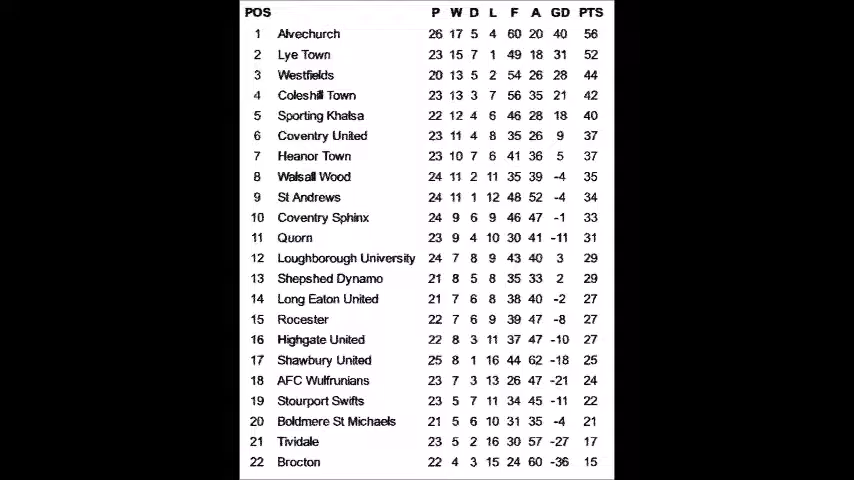 POS P W D L F A GD PTS
1 Alvechurch 26 17 5 4 60 20 40 56
2 Lye Town 23 15 7 1 49 18 31 52
3 Westfields 20 13 5 2 54 26 28 44
4 Coleshill Town 23 13 3 7 56 35 21 42
5 Sporting Khalsa 22 12 4 6 46 28 18 40
6 Coventry United 23 11 4 8 35 26 9 37
7 Heanor Town 23 10 7 6 41 36 5 37
8 Walsall Wood 24 11 2 11 35 39 -4 35
9 St Andrews 24 11 1 12 48 52 -4 34
10 Coventry Sphinx 24 9 6 9 46 47 -1 33
11 Quorn 23 9 4 10 30 41 -11 31
12 Loughborough University 24 7 8 9 43 40 3 29
13 Shepshed Dynamo 21 8 5 8 35 33 2 29
14 Long Eaton United 21 7 6 8 38 40 -2 27
15 Rocester 22 7 6 9 39 47 -8 27
16 Highgate United 22 8 3 11 37 47 -10 27
17 Shawbury United 25 8 1 16 44 62 -18 25
18 AFC Wulfrunians 23 7 3 13 26 47 -21 24
19 Stourport Swifts 23 5 7 11 34 45 -11 22
20 Boldmere St Michaels 21 5 6 10 31 35 -4 21
21 Tividale 23 5 2 16 30 57 -27 17
22 Brocton 22 4 3 15 24 60 -36 15